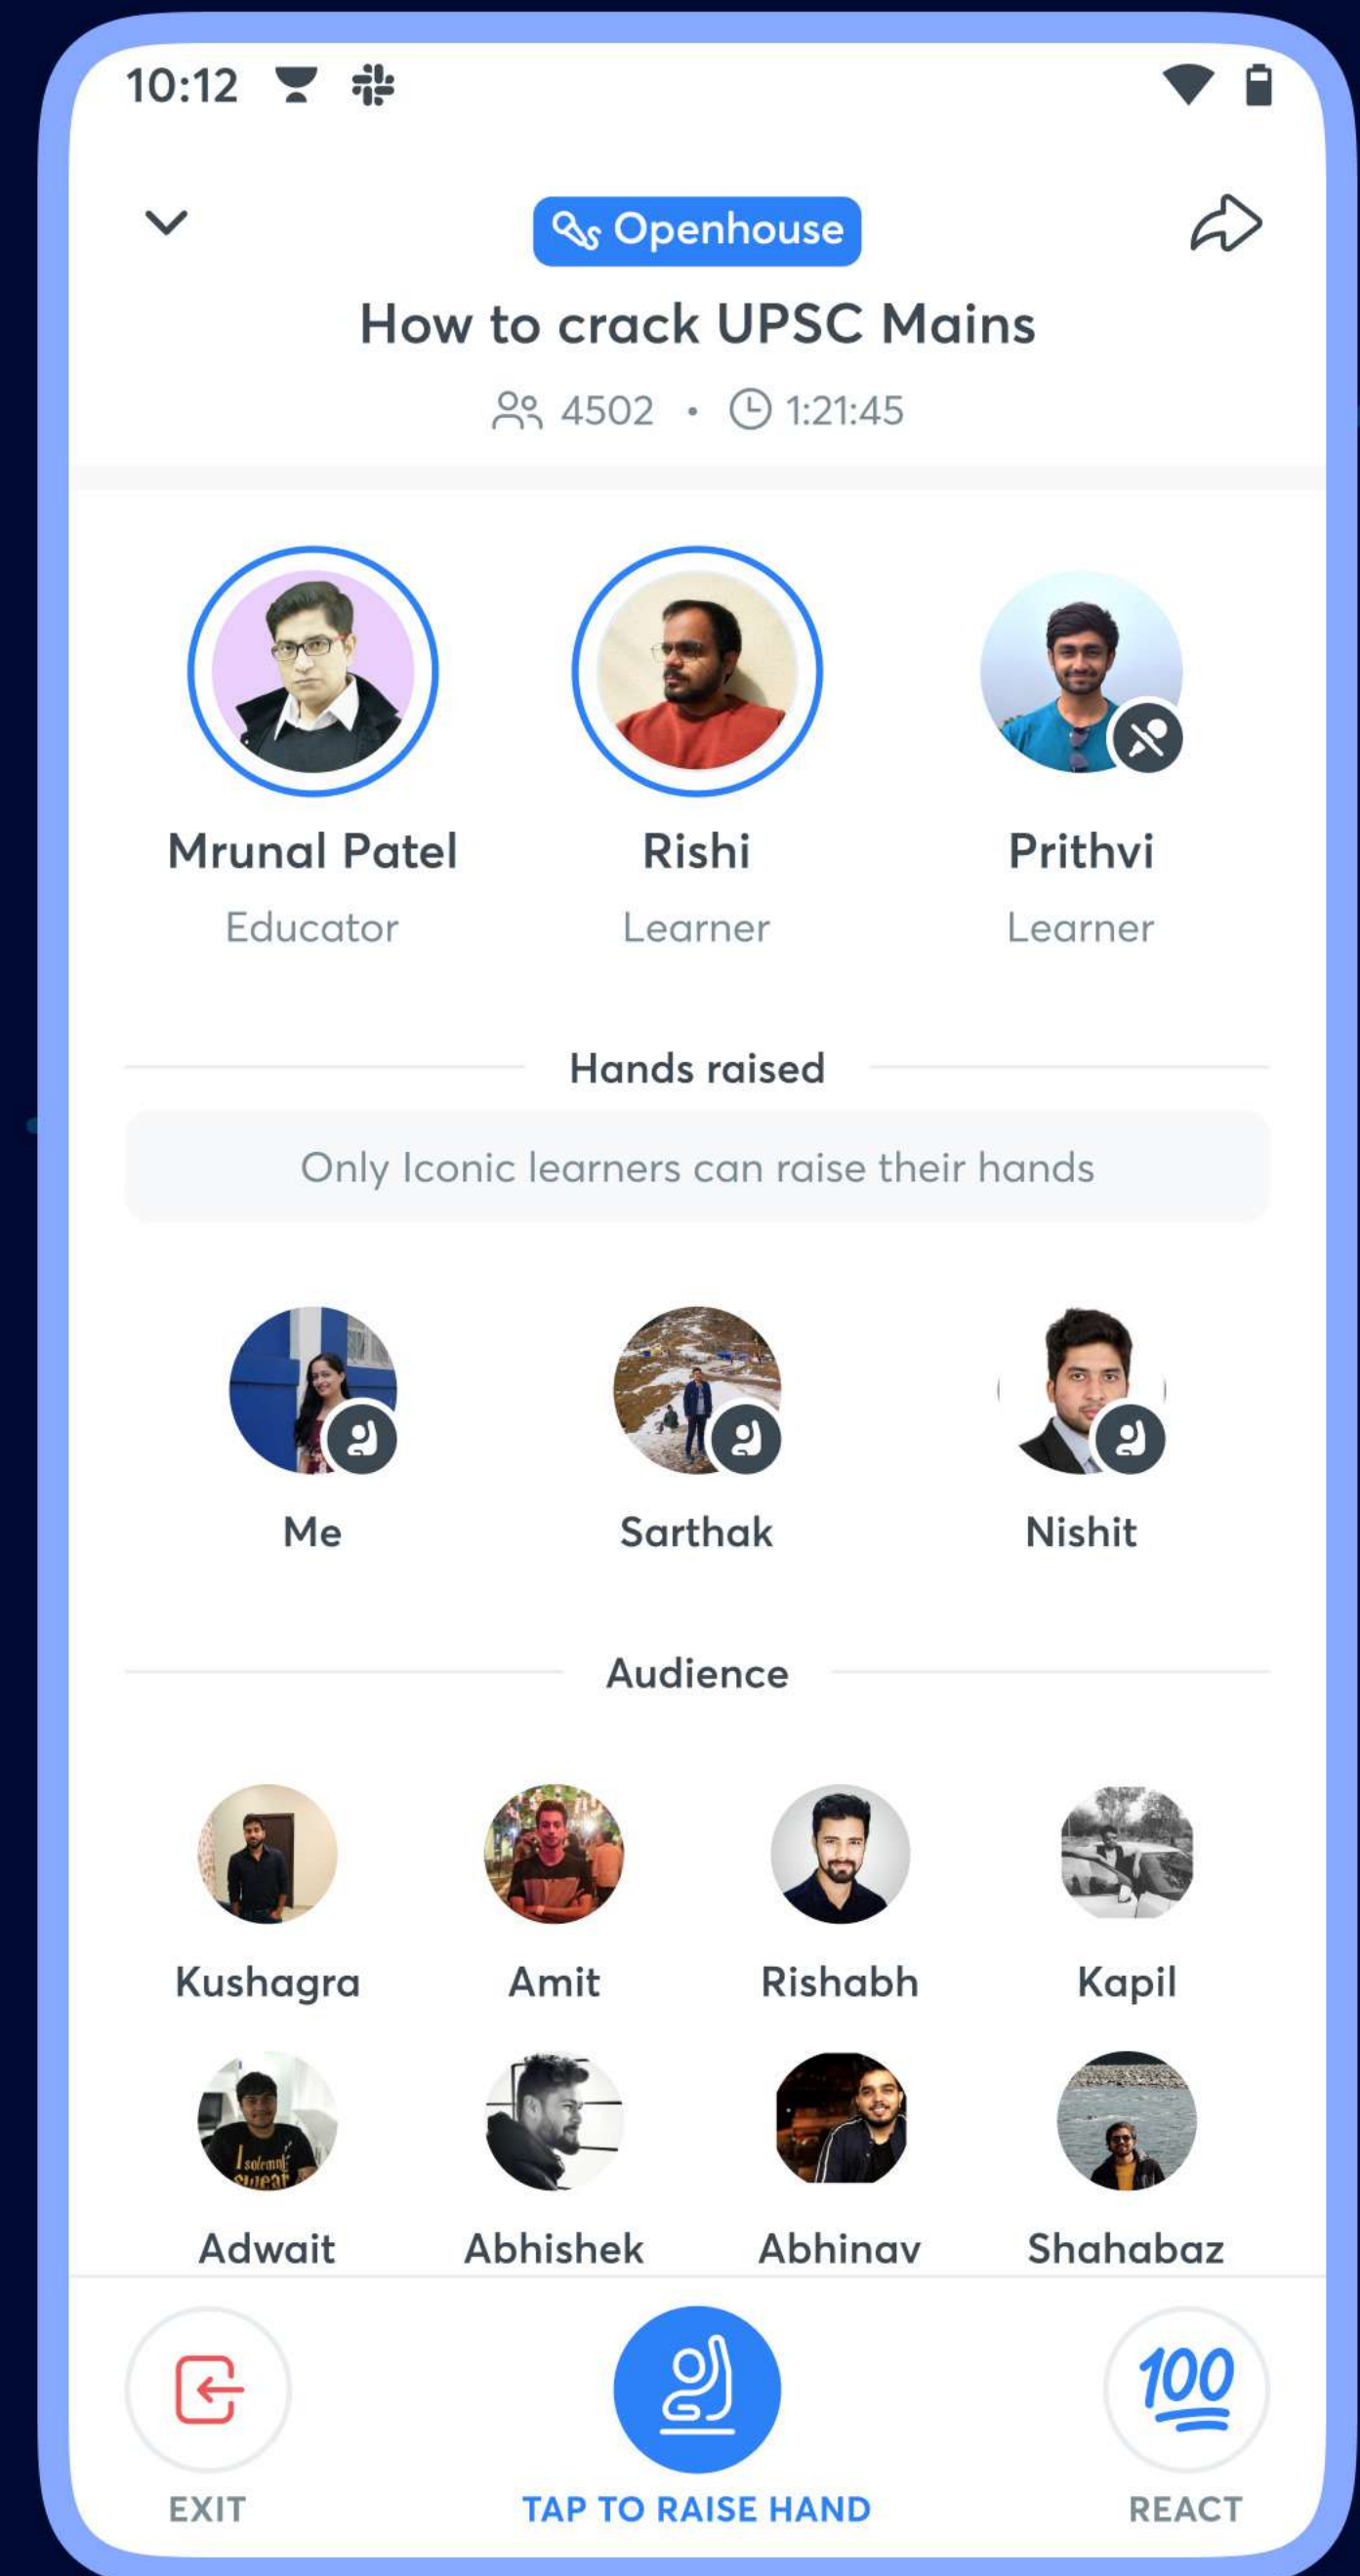 10:12
Openhouse
How to crack UPSC Mains
4502 • 1:21:45
Mrunal Patel Rishi Prithvi
Educator Learner Learner
Hands raised
Only Iconic learners can raise their hands
Me Sarthak Nishit
Audience
Kushagra Amit Rishabh Kapil
I solemnly
swear
Adwait Abhishek Abhinav Shahabaz
100
EXIT TAP TO RAISE HAND REACT